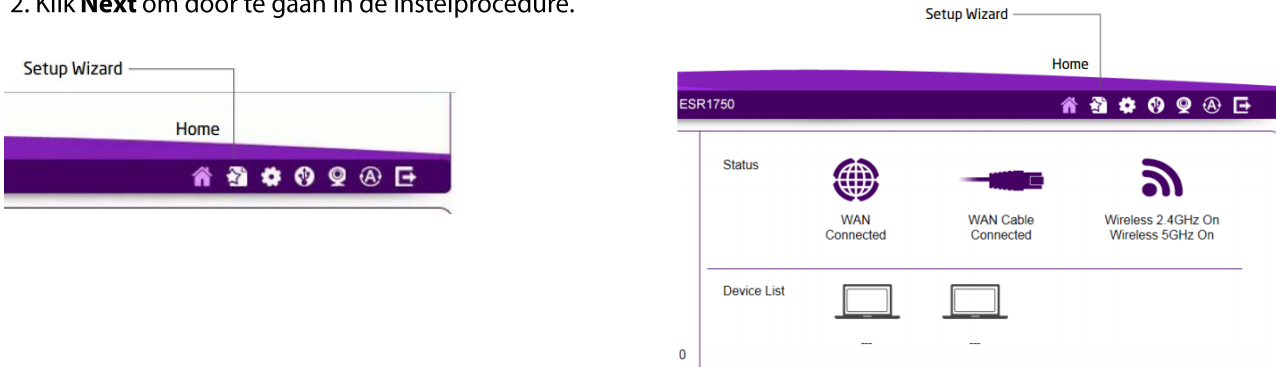 2. Klik Next om door te gaan in de instelprocedure.
Setup Wizard
Home
Setup Wizard
Home
ESR1750
Status
WAN
Connected
WAN Cable
Connected
Wireless 2.4GHz On
Wireless 5GHz On
Device List
---
---
0